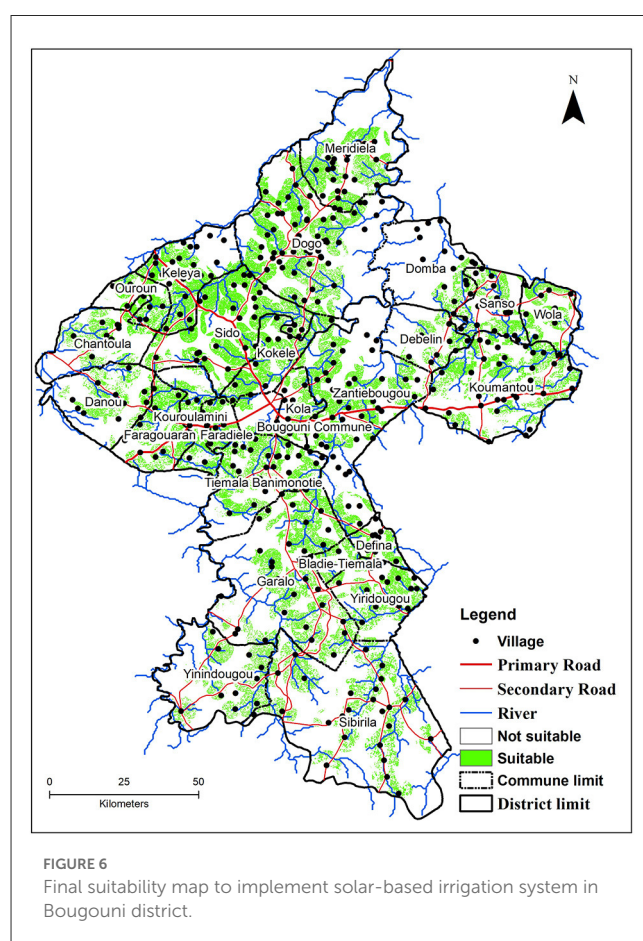 N
Meridiela
Dogo
Domba
Keleya
Ouroun
Sanso
Wola
Sido
Debelin
Chantoula
Kokele
Koumantou
Zantiebougou
Danou
Kola
Kouroulamini
Bougouni Commune
Faragouaran Faradiele
Tiemala Banimonotie
Defina
Bladie-Tiemala
Garalo
Yiridougou
Yinindougou
Sibirila
Legend
Village
Primary Road
Secondary Road
River
Not suitable
Suitable
Commune limit
District limit
0 25 50
Kilometers
FIGURE 6
Final suitability map to implement solar-based irrigation system in
Bougouni district.